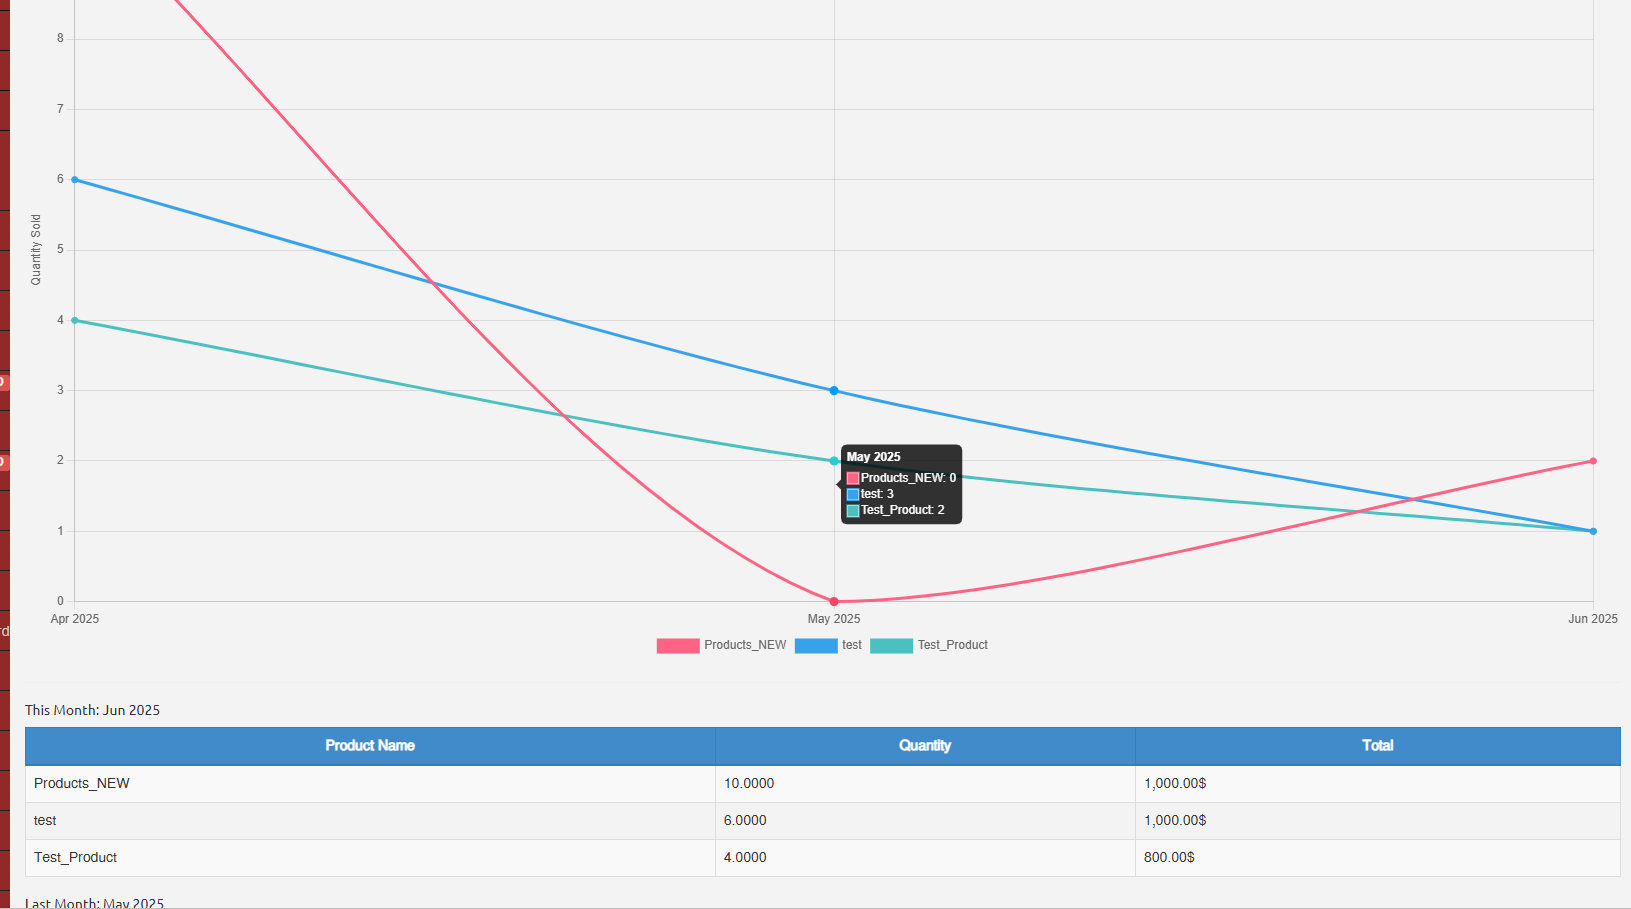 8
7
6
5
4
3
2
1
0
Quantity Sold
May 2025
Products_NEW: 0
test: 3
Test_Product: 2
Apr 2025 May 2025 Jun 2025
Products_NEW test Test_Product
This Month: Jun 2025
Product Name Quantity Total
Products_NEW 10.0000 1,000.00$
test 6.0000 1,000.00$
Test_Product 4.0000 800.00$
Last Month: May 2025